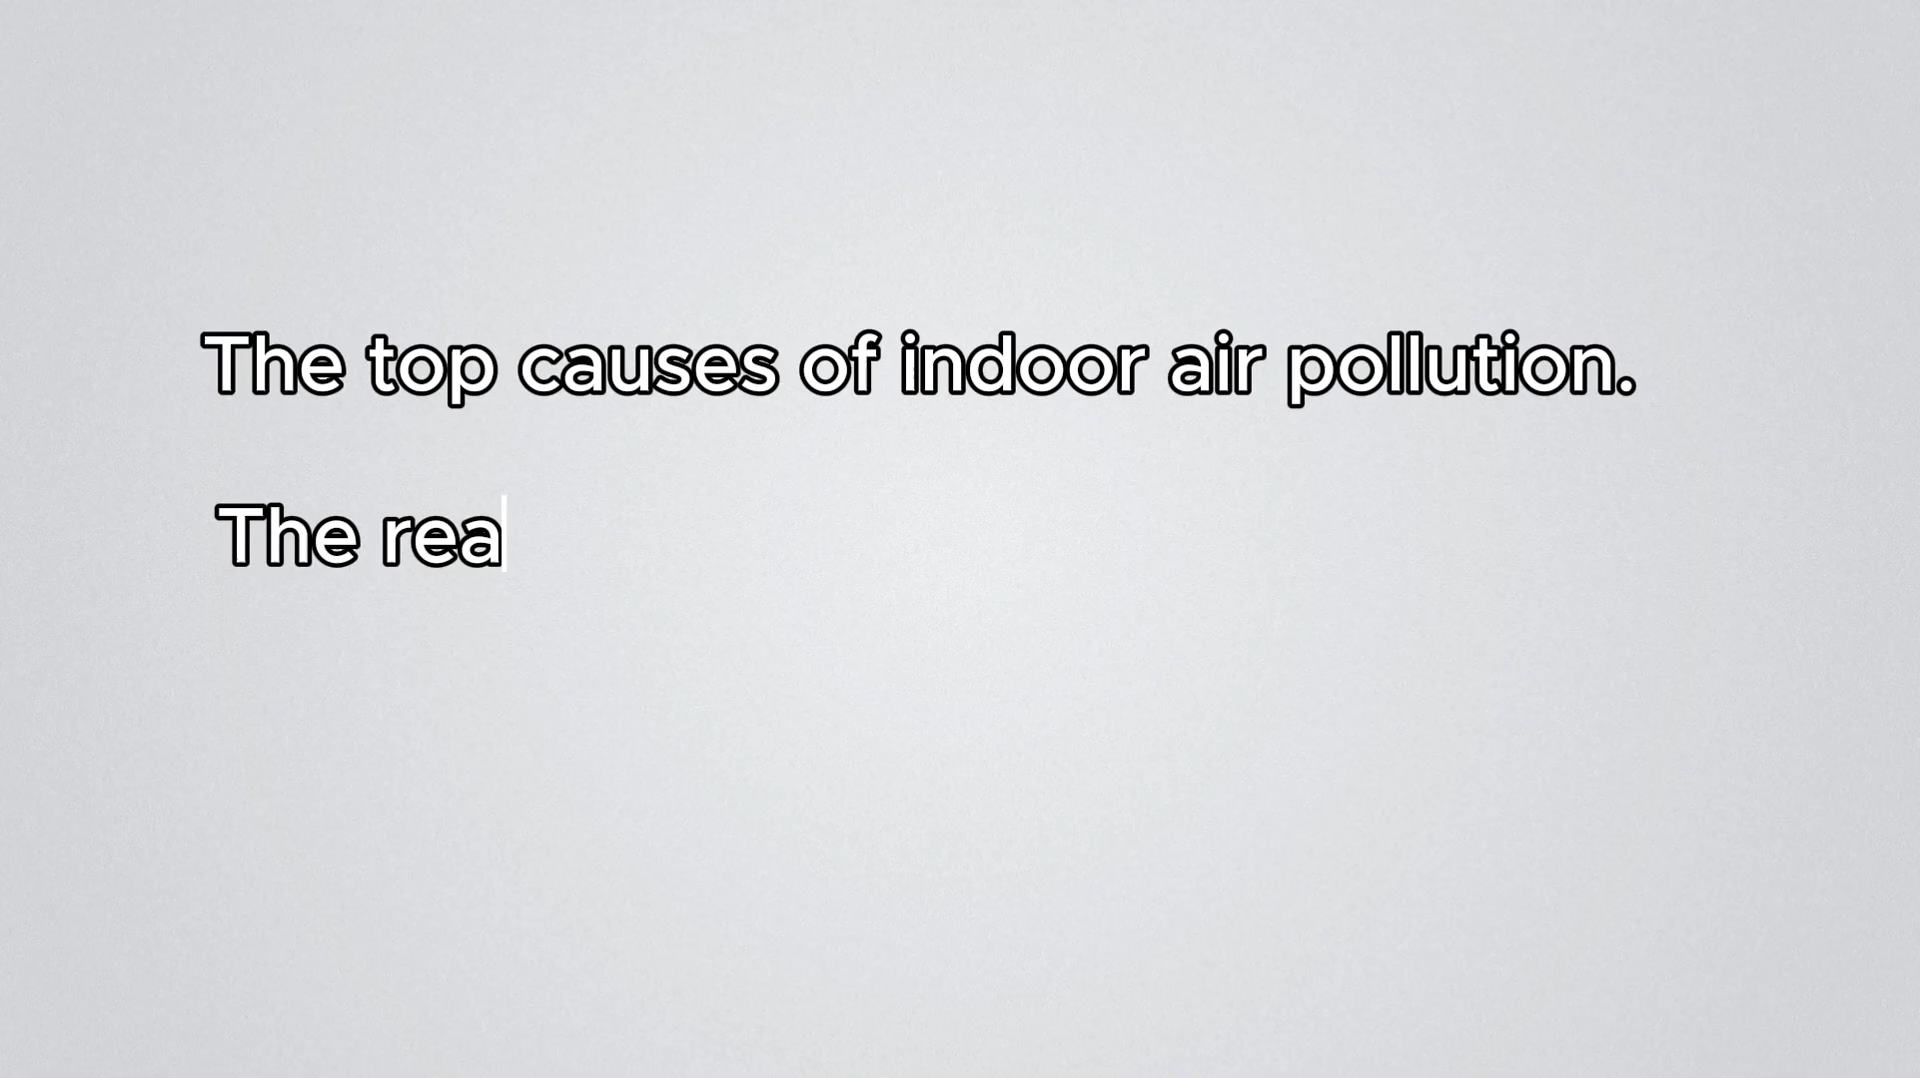 The top causes of indoor air pollution.
The rea